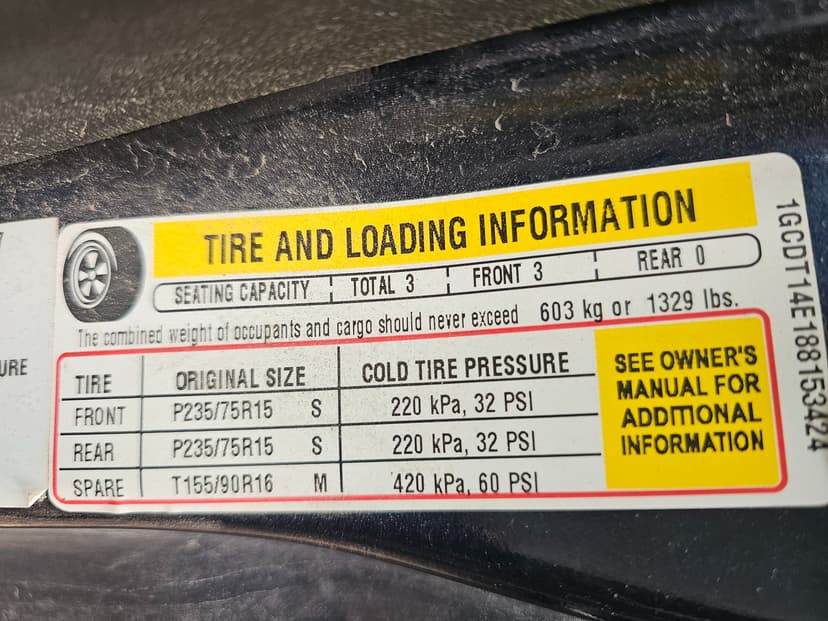 TIRE AND LOADING INFORMATION
SEATING CAPACITY TOTAL 3 FRONT 3 REAR 0
The combined weight of occupants and cargo should never exceed 603 kg or 1329 lbs.
TIRE ORIGINAL SIZE COLD TIRE PRESSURE
FRONT P235/75R15 S 220 kPa, 32 PSI
REAR P235/75R15 S 220 kPa, 32 PSI
SPARE T155/90R16 M 420 kPa, 60 PSI
SEE OWNER'S
MANUAL FOR
ADDITIONAL
INFORMATION
1GCDT14E188153424
URE